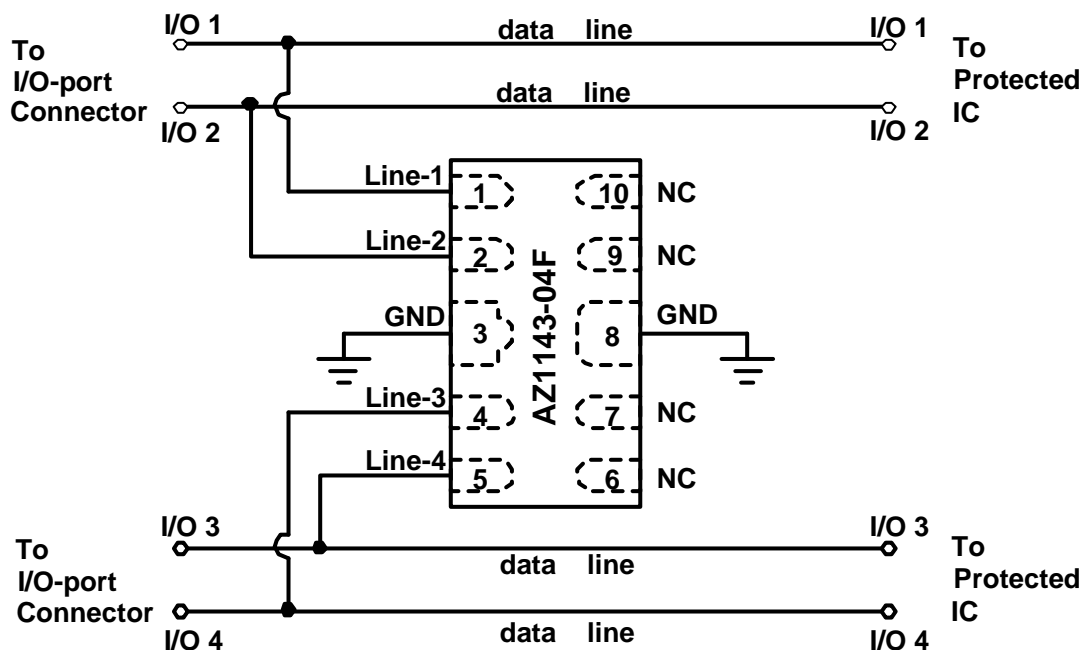 I/O 1
data line
I/O 1
To
I/O-port
Connector
To
Protected
IC
data line
I/O 2
I/O 2
Line-1
1
10
NC
Line-2
2
9
NC
AZ1143-04F
GND
3
8
GND
Line-3
4
7
NC
Line-4
5
6
NC
I/O 3
I/O 3
To
I/O-port
Connector
data line
To
Protected
IC
I/O 4
data line
I/O 4